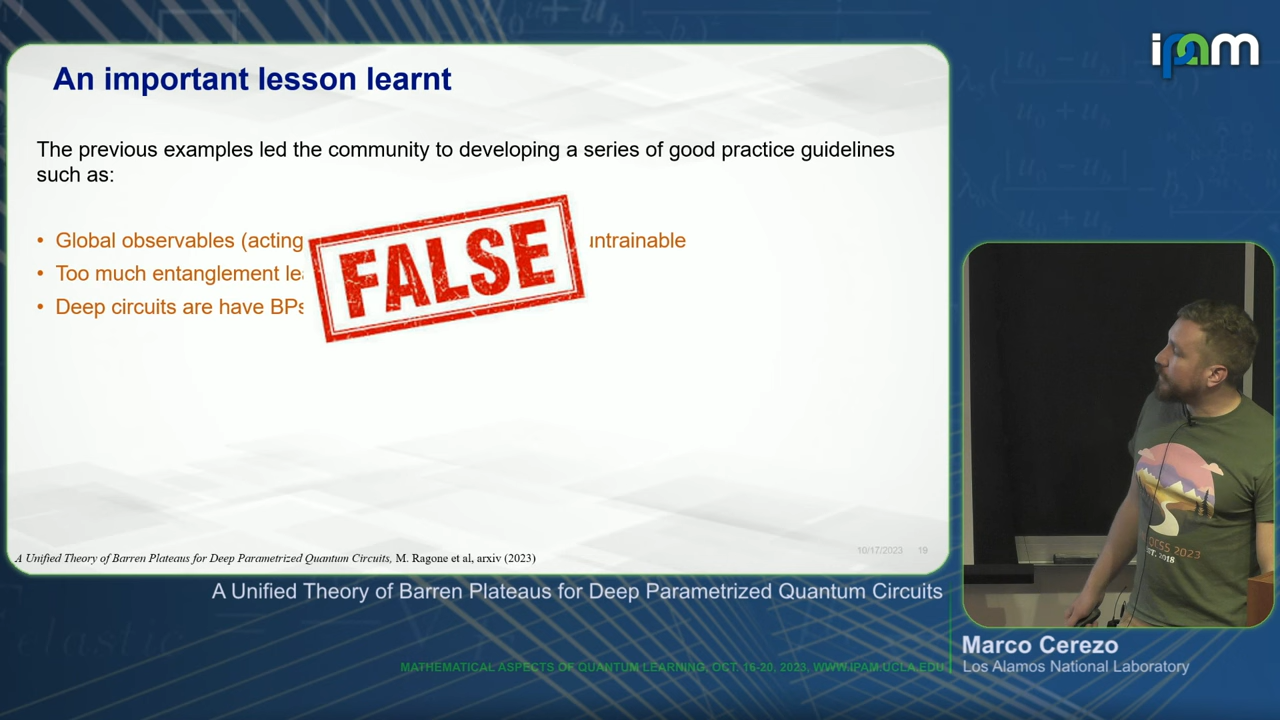 ipam
An important lesson learnt
The previous examples led the community to developing a series of good practice guidelines
such as:
• Global observables (acting untrainable
• Too much entanglement
• Deep circuits are have BPs
FALSE
A Unified Theory of Barren Plateaus for Deep Parametrized Quantum Circuits, M. Ragone et al, arxiv (2023)
10/17/2023 19
A Unified Theory of Barren Plateaus for Deep Parametrized Quantum Circuits
Marco Cerezo
Los Alamos National Laboratory
MATHEMATICAL ASPECTS OF QUANTUM LEARNING, OCT. 16-20, 2023, WWW.IPAM.UCLA.EDU
2023